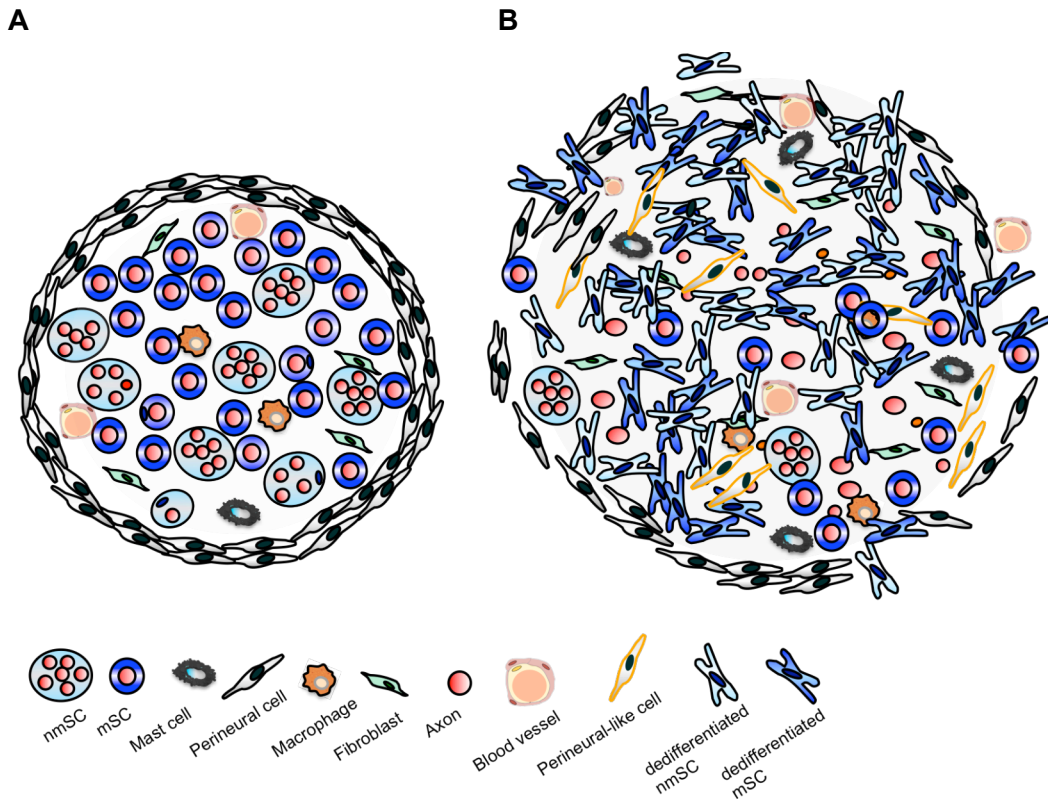 A
B
nmSC
mSC
Mast cell
Perineural cell
Macrophage
Fibroblast
Axon
Blood vessel
Perineural-like cell
dedifferentiated
nmSC
dedifferentiated
mSC